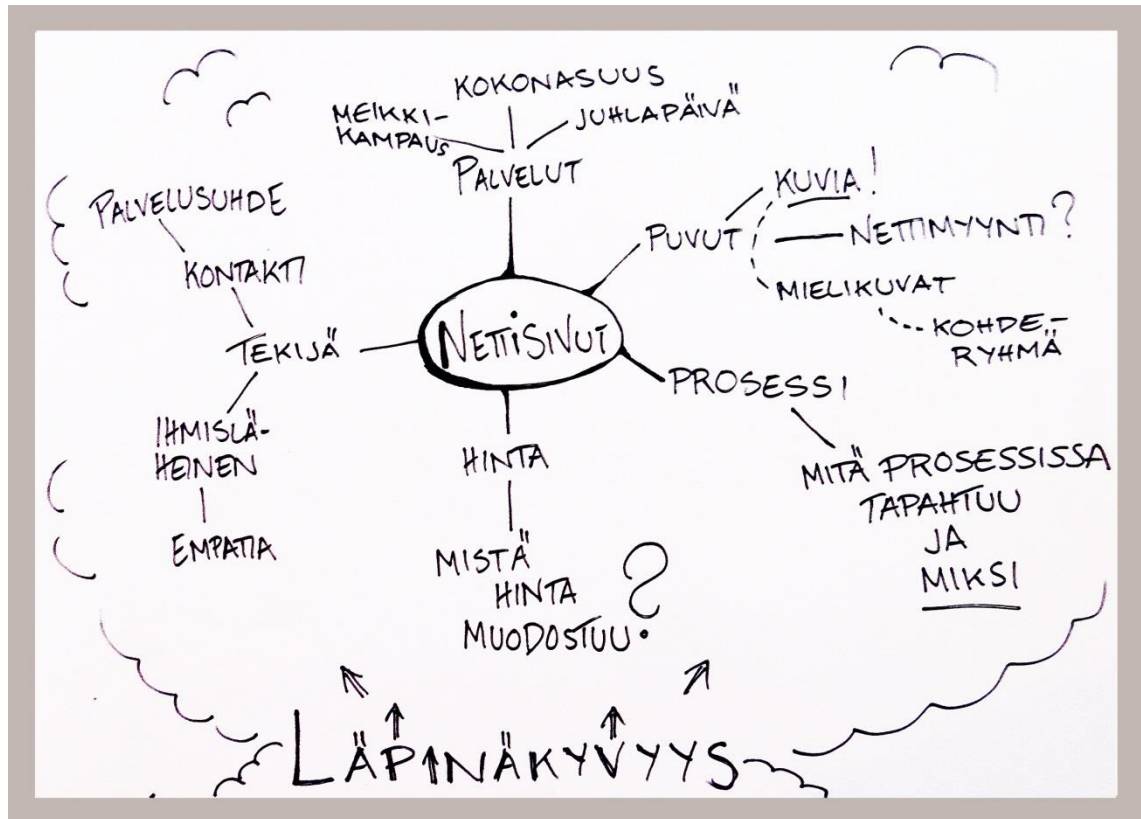 KOKONASUUS
MEIKKI-
KAMPAUS
JUHLAPÄIVÄ
PALVELUT
PALVELUSUHDE
KONTAKTI
TEKIJÄ
IHMISLÄ-
HEINEN
EMPATIA
NETTISIVUT
PUVUT
KUVIA!
NETTIMYYNTI?
MIELIKUVAT
KOHDE-
RYHMÄ
PROSESSI
MITÄ PROSESSISSA
TAPAHTUU
JA
MIKSI
HINTA
MISTÄ
HINTA
MUODOSTUU?
LÄPINÄKYVYYS